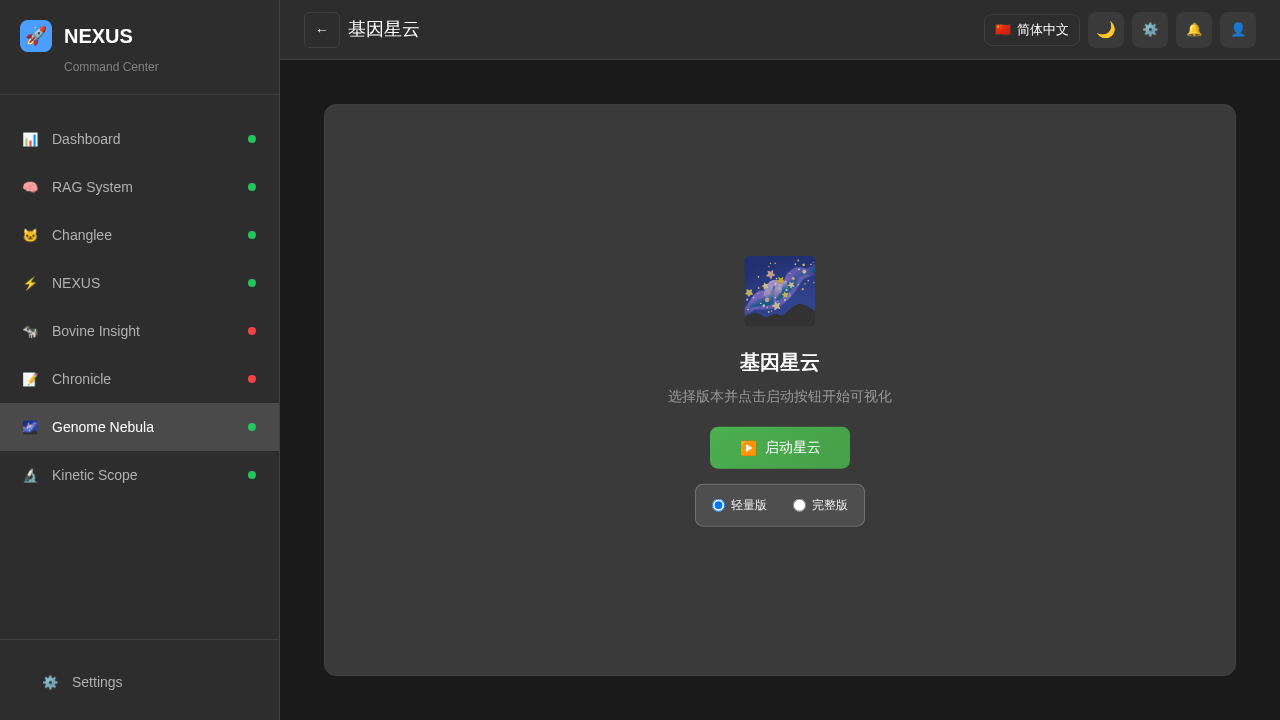 NEXUS
Command Center
Dashboard
RAG System
Changlee
NEXUS
Bovine Insight
Chronicle
Genome Nebula
Kinetic Scope
Settings
← 基因星云
简体中文
基因星云
选择版本并点击启动按钮开始可视化
启动星云
轻量版 完整版